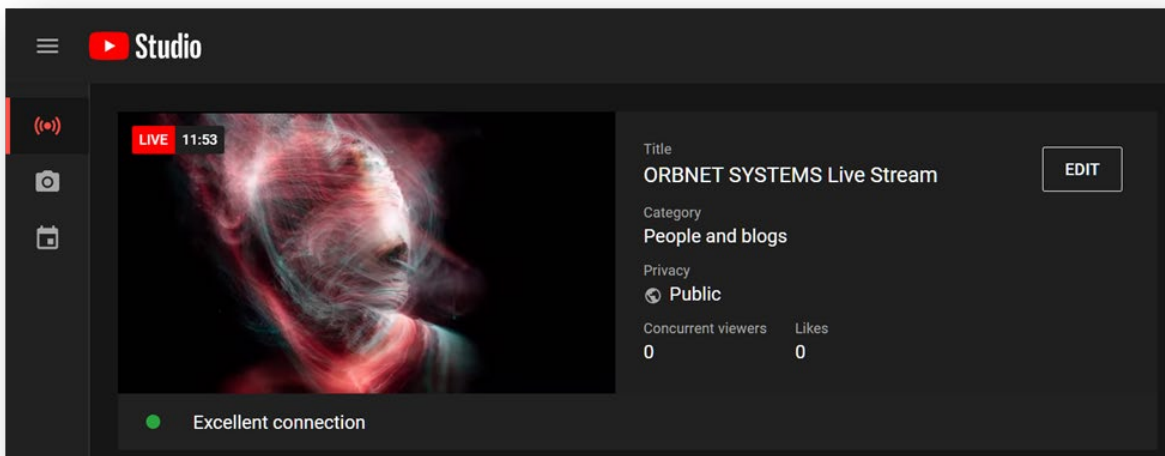 Studio
LIVE 11:53
Title
ORBNET SYSTEMS Live Stream
EDIT
Category
People and blogs
Privacy
Public
Concurrent viewers Likes
0 0
Excellent connection